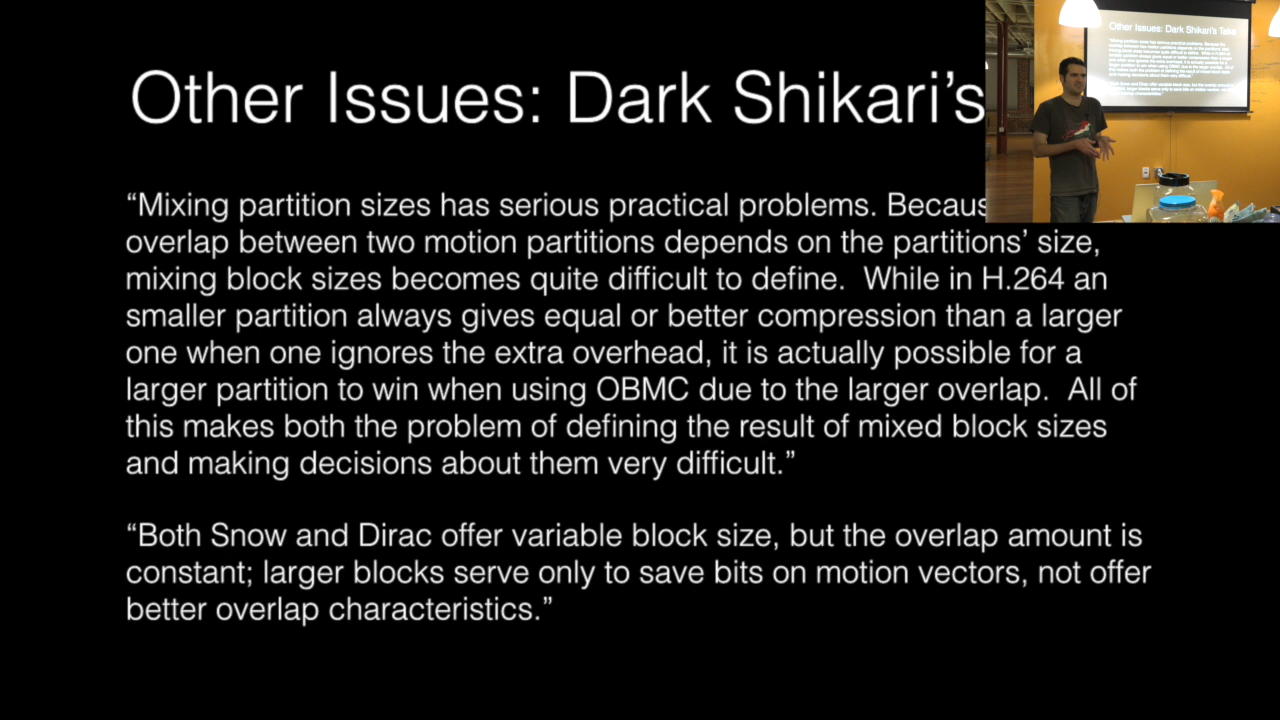 Other Issues: Dark Shikari's
“Mixing partition sizes has serious practical problems. Becaus
overlap between two motion partitions depends on the partitions’ size,
mixing block sizes becomes quite difficult to define.  While in H.264 an
smaller partition always gives equal or better compression than a larger
one when one ignores the extra overhead, it is actually possible for a
larger partition to win when using OBMC due to the larger overlap.  All of
this makes both the problem of defining the result of mixed block sizes
and making decisions about them very difficult.”
“Both Snow and Dirac offer variable block size, but the overlap amount is
constant; larger blocks serve only to save bits on motion vectors, not offer
better overlap characteristics.”
Other Issues: Dark Shikari's Talk